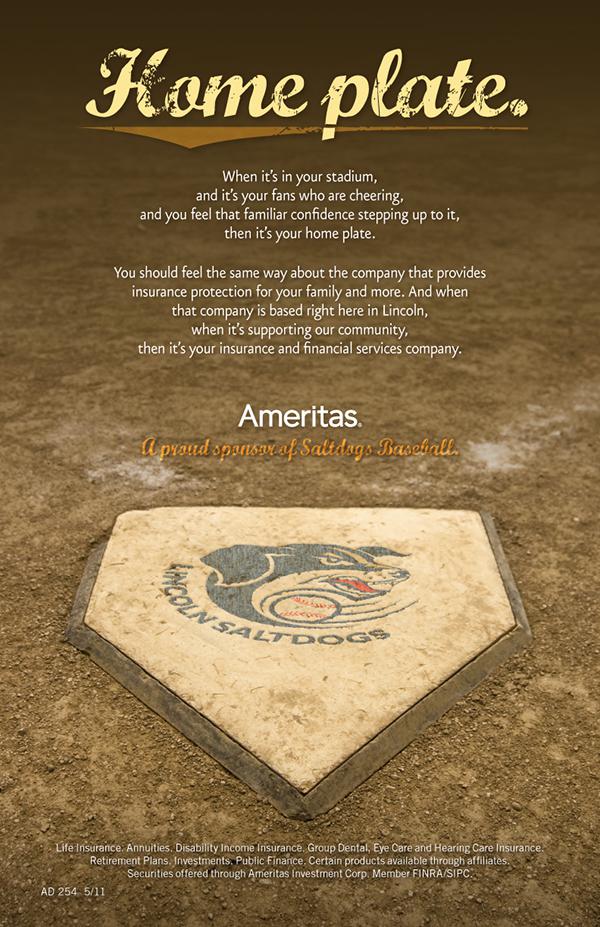 Home plate.
When it's in your stadium,
and it's your fans who are cheering,
and you feel that familiar confidence stepping up to it,
then it's your home plate.
You should feel the same way about the company that provides
insurance protection for your family and more. And when
that company is based right here in Lincoln,
when it's supporting our community,
then it's your insurance and financial services company.
Ameritas®
A proud sponsor of Saltdogs Baseball.
LINCOLN SALTDOGS
Life Insurance. Annuities. Disability Income Insurance. Group Dental, Eye Care and Hearing Care Insurance.
Retirement Plans. Investments. Public Finance. Certain products available through affiliates.
Securities offered through Ameritas Investment Corp. Member FINRA/SIPC.
AD 254 5/11